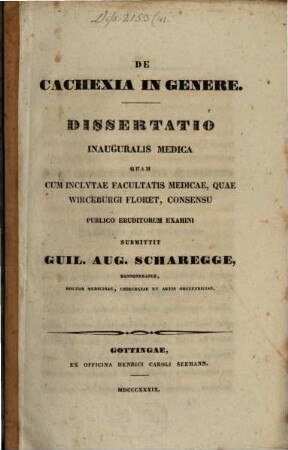 Diss. 2153 (4).
DE
CACHEXIA IN GENERE.
DISSERTATIO
INAUGURALIS MEDICA
QUAM
CUM INCLYTAE FACULTATIS MEDICAE, QUAE
WIRCEBURGI FLORET, CONSENSU
PUBLICO ERUDITORUM EXAMINI
SUBMITTIT
GUIL. AUG. SCHAREGGE,
DOCTOR MEDICINAE, CHIRURGIAE ET ARTIS OBSTETRICIAE.
GOTTINGAE,
EX OFFICINA HENRICI CAROLI SEEMANN.
MDCCCXXXIX.